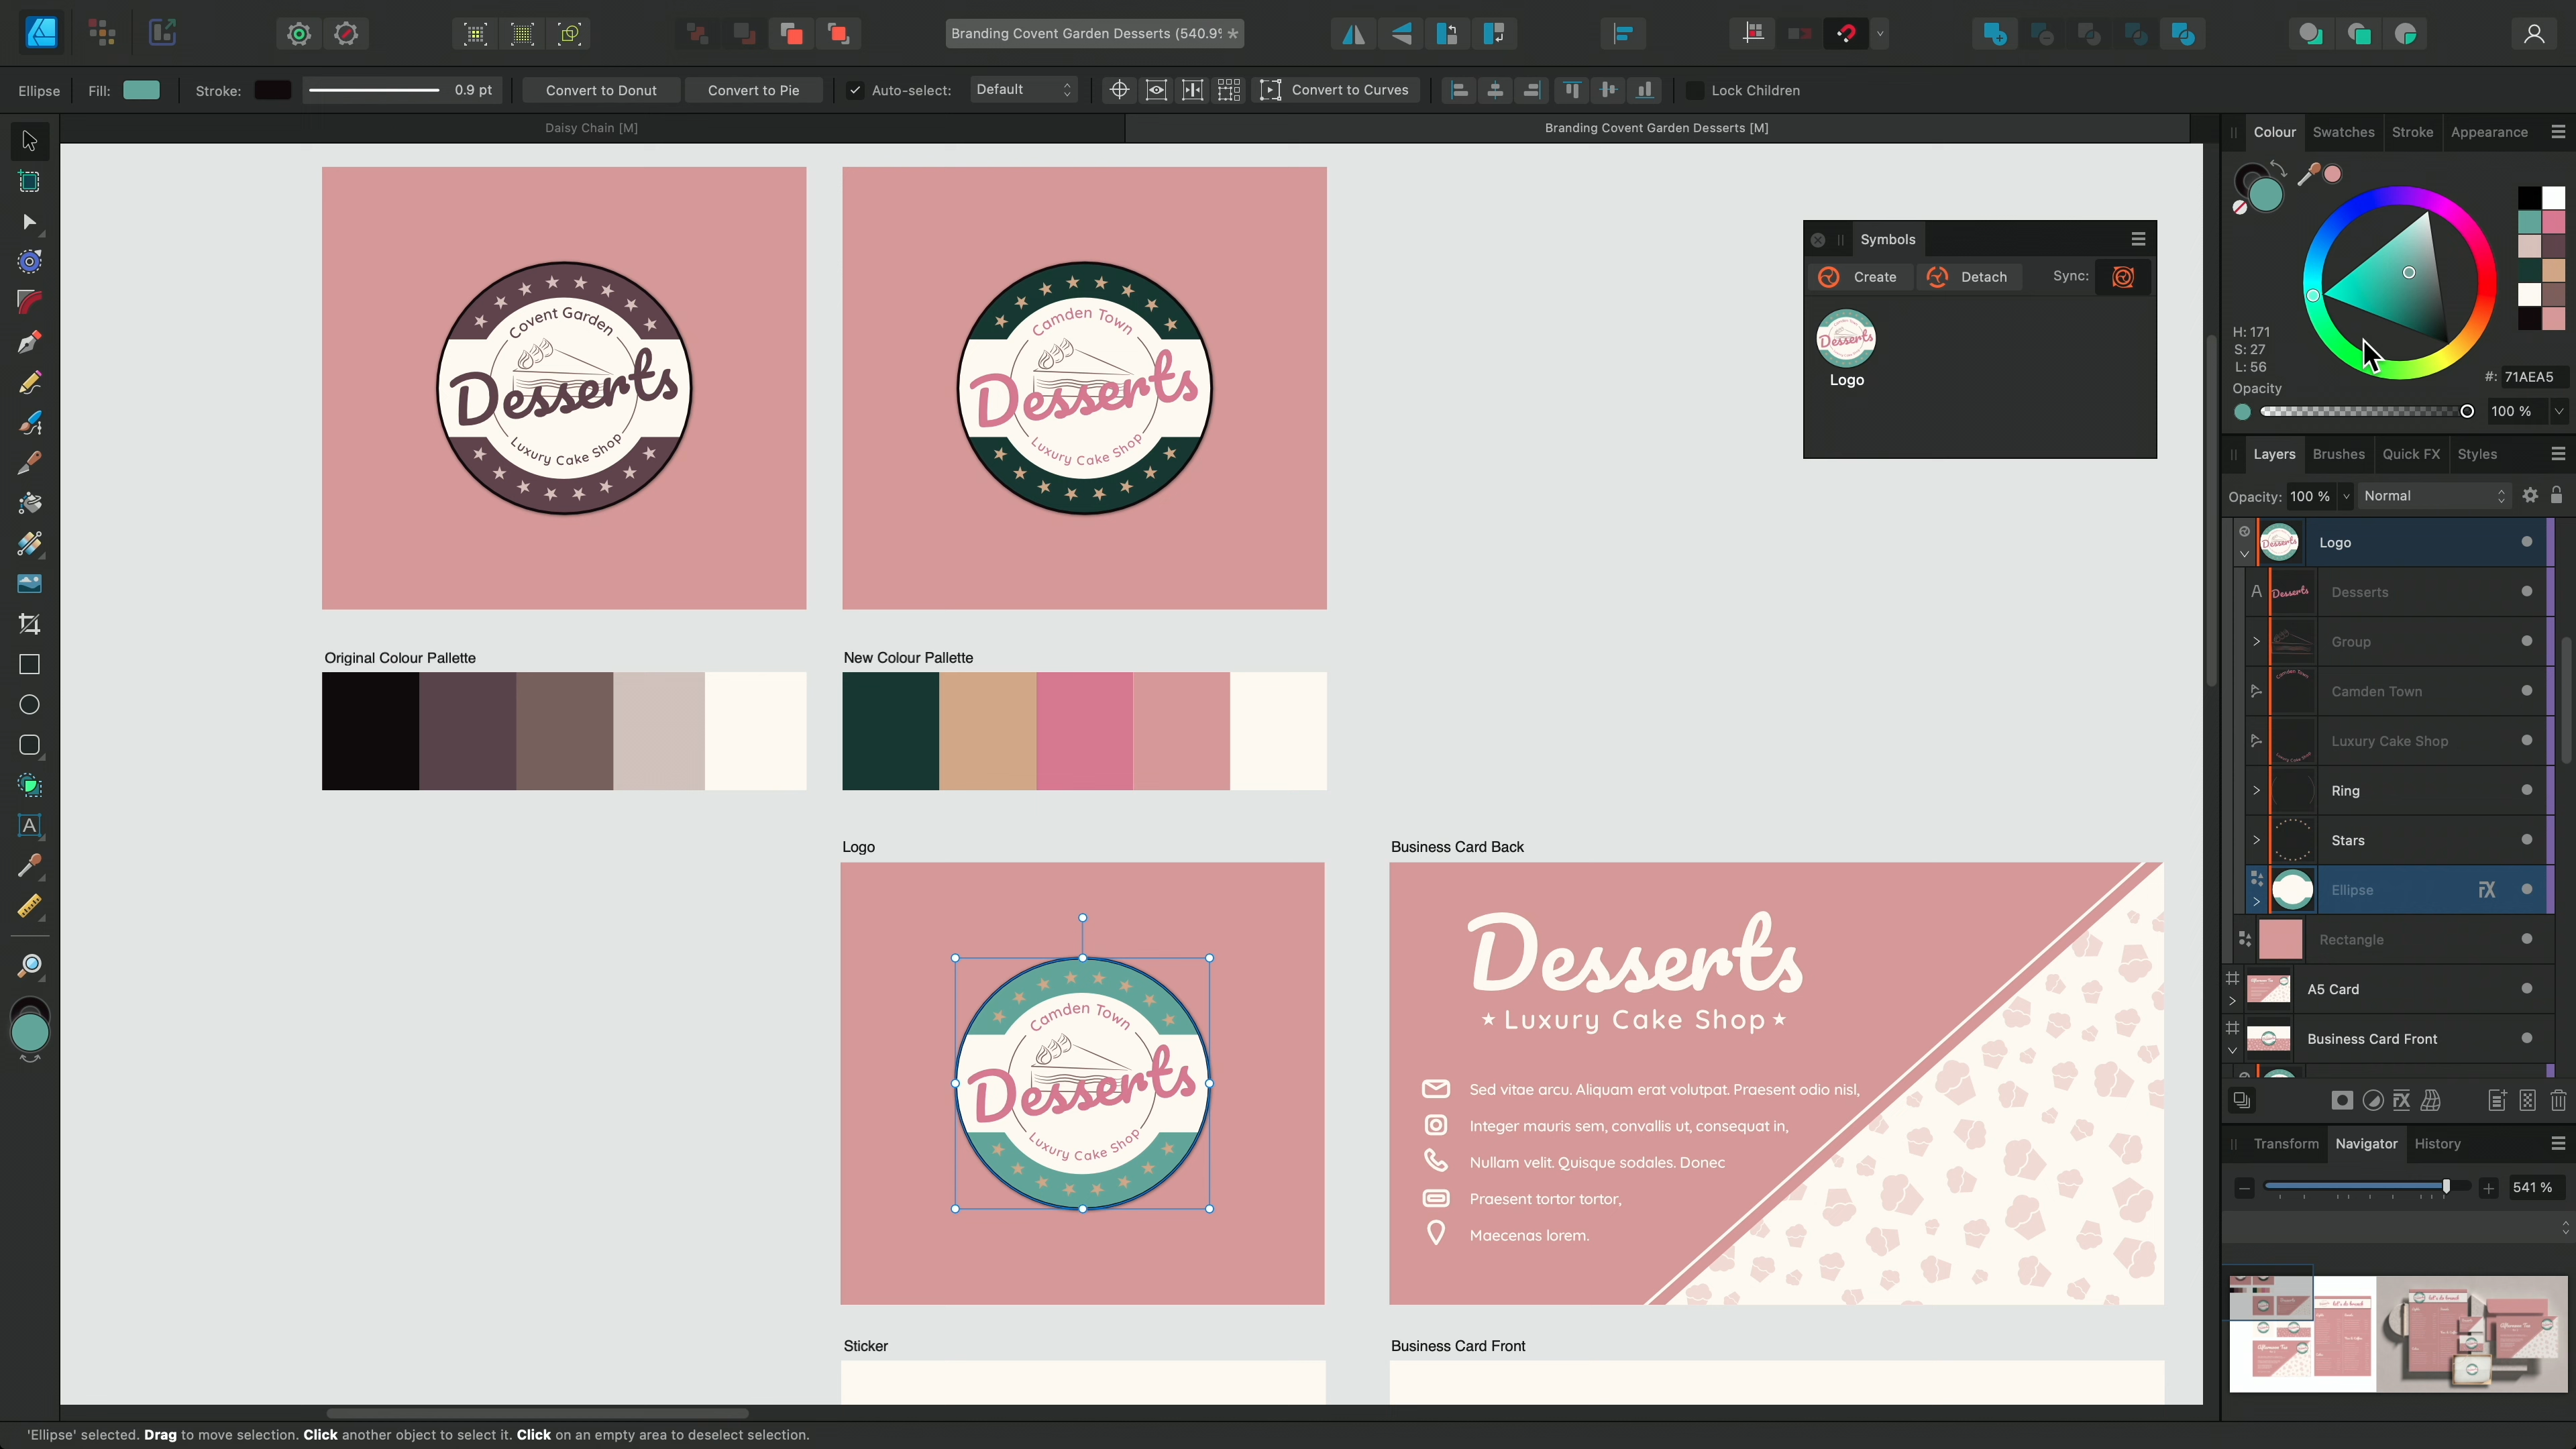 Branding Covent Garden Desserts (540.9% *
Ellipse
Fill:
Stroke:
0.9 pt
Convert to Donut
Convert to Pie
Auto-select:
Default
Convert to Curves
Lock Children
Daisy Chain [M]
Branding Covent Garden Desserts [M]
Colour
Swatches
Stroke
Appearance
Covent Garden
Desserts
Luxury Cake Shop
Camden Town
Desserts
Luxury Cake Shop
Symbols
Create
Detach
Sync:
Desserts
Logo
H: 171
S: 27
L: 56
#: 71AEA5
Opacity
100 %
Layers
Brushes
Quick FX
Styles
Opacity: 100 %
Normal
Logo
A Desserts Desserts
Group
Camden Town
Luxury Cake Shop
Ring
Stars
Ellipse
Rectangle
A5 Card
Business Card Front
Original Colour Pallette
New Colour Pallette
Logo
Camden Town
Desserts
Luxury Cake Shop
Business Card Back
Desserts
Luxury Cake Shop
Sed vitae arcu. Aliquam erat volutpat. Praesent odio nisl,
Integer mauris sem, convallis ut, consequat in,
Nullam velit. Quisque sodales. Donec
Praesent tortor tortor,
Maecenas lorem.
Transform
Navigator
History
541 %
Sticker
Business Card Front
'Ellipse' selected. Drag to move selection. Click another object to select it. Click on an empty area to deselect selection.